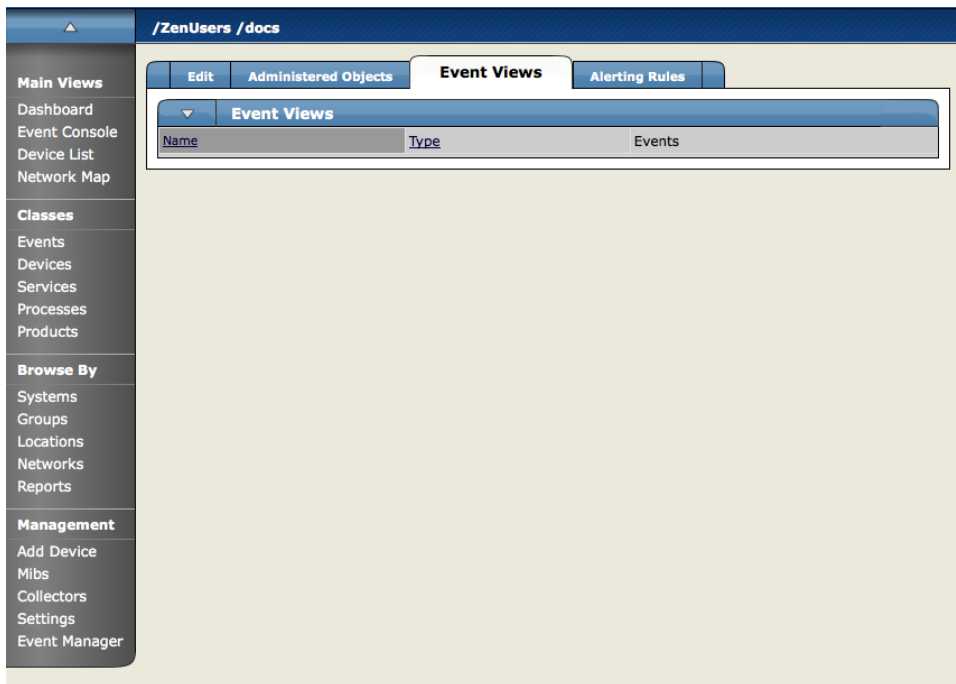 /ZenUsers /docs
Main Views
Dashboard
Event Console
Device List
Network Map
Classes
Events
Devices
Services
Processes
Products
Browse By
Systems
Groups
Locations
Networks
Reports
Management
Add Device
Mibs
Collectors
Settings
Event Manager
Edit Administered Objects Event Views Alerting Rules
Event Views
Name Type Events